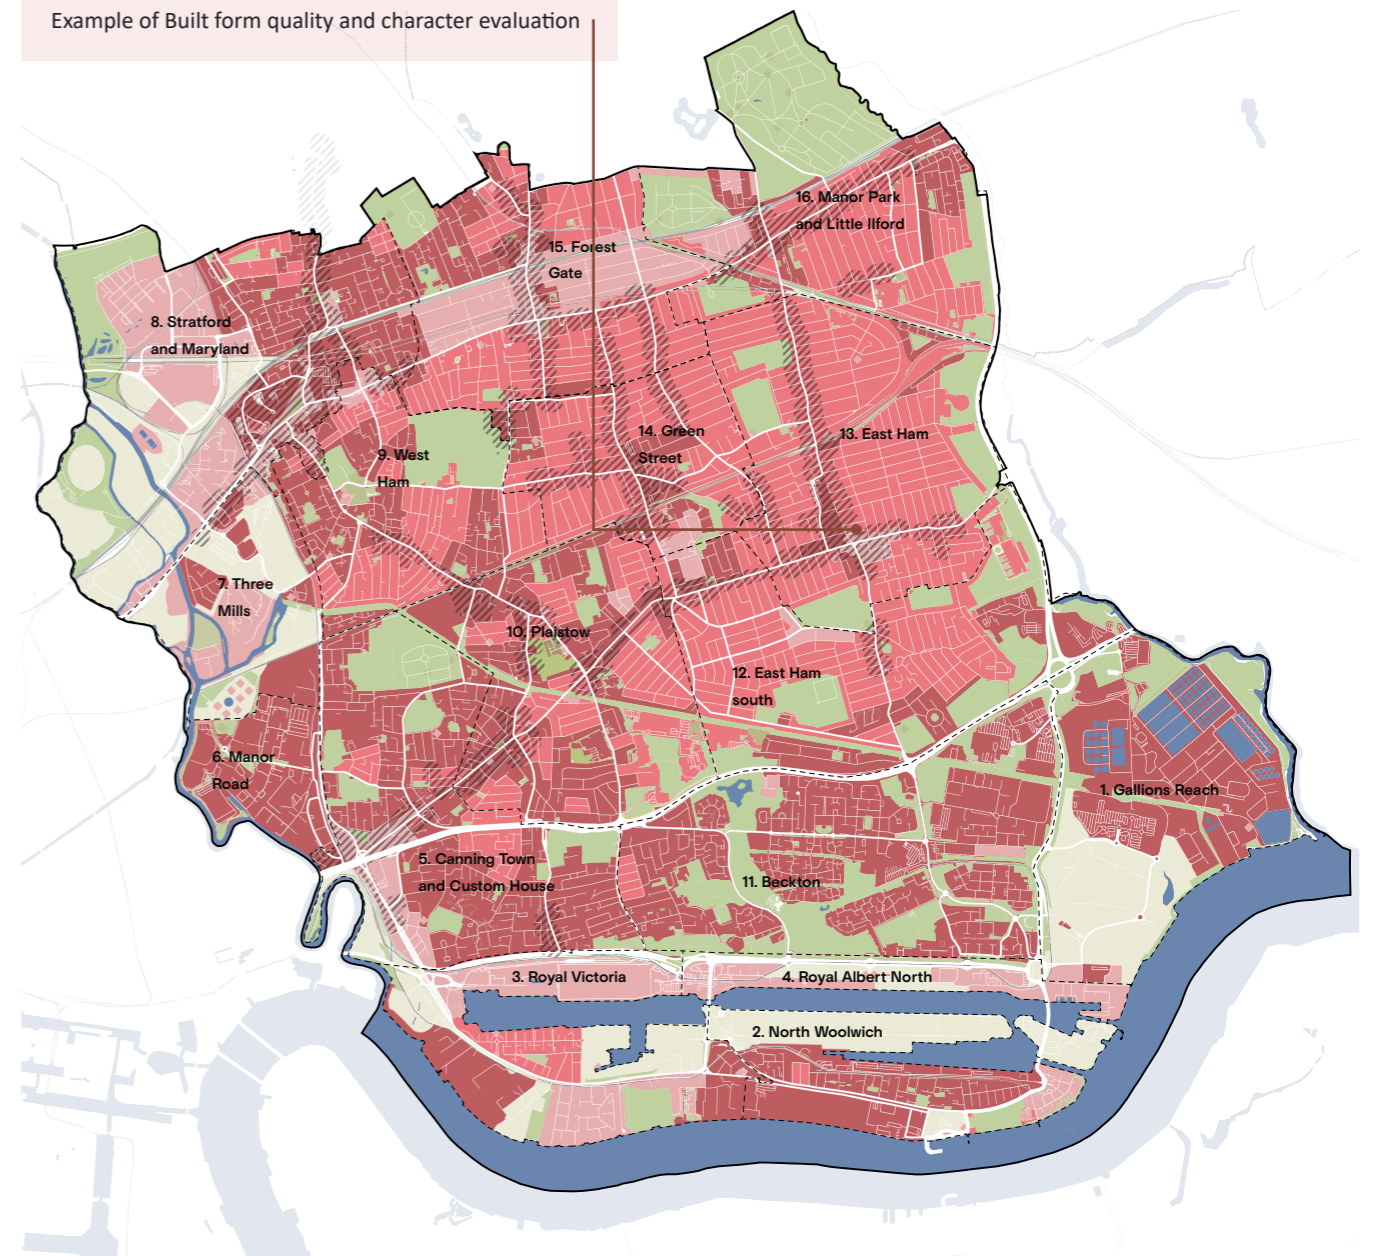 Example of Built form quality and character evaluation
16. Manor Park
and Little Ilford
15. Forest
Gate
8. Stratford
and Maryland
14. Green
Street
13. East Ham
9. West
Ham
7. Three
Mills
10. Plaistow
12. East Ham
south
6. Manor
Road
1. Gallions Reach
5. Canning Town
and Custom House
11. Beckton
3. Royal Victoria
4. Royal Albert North
2. North Woolwich